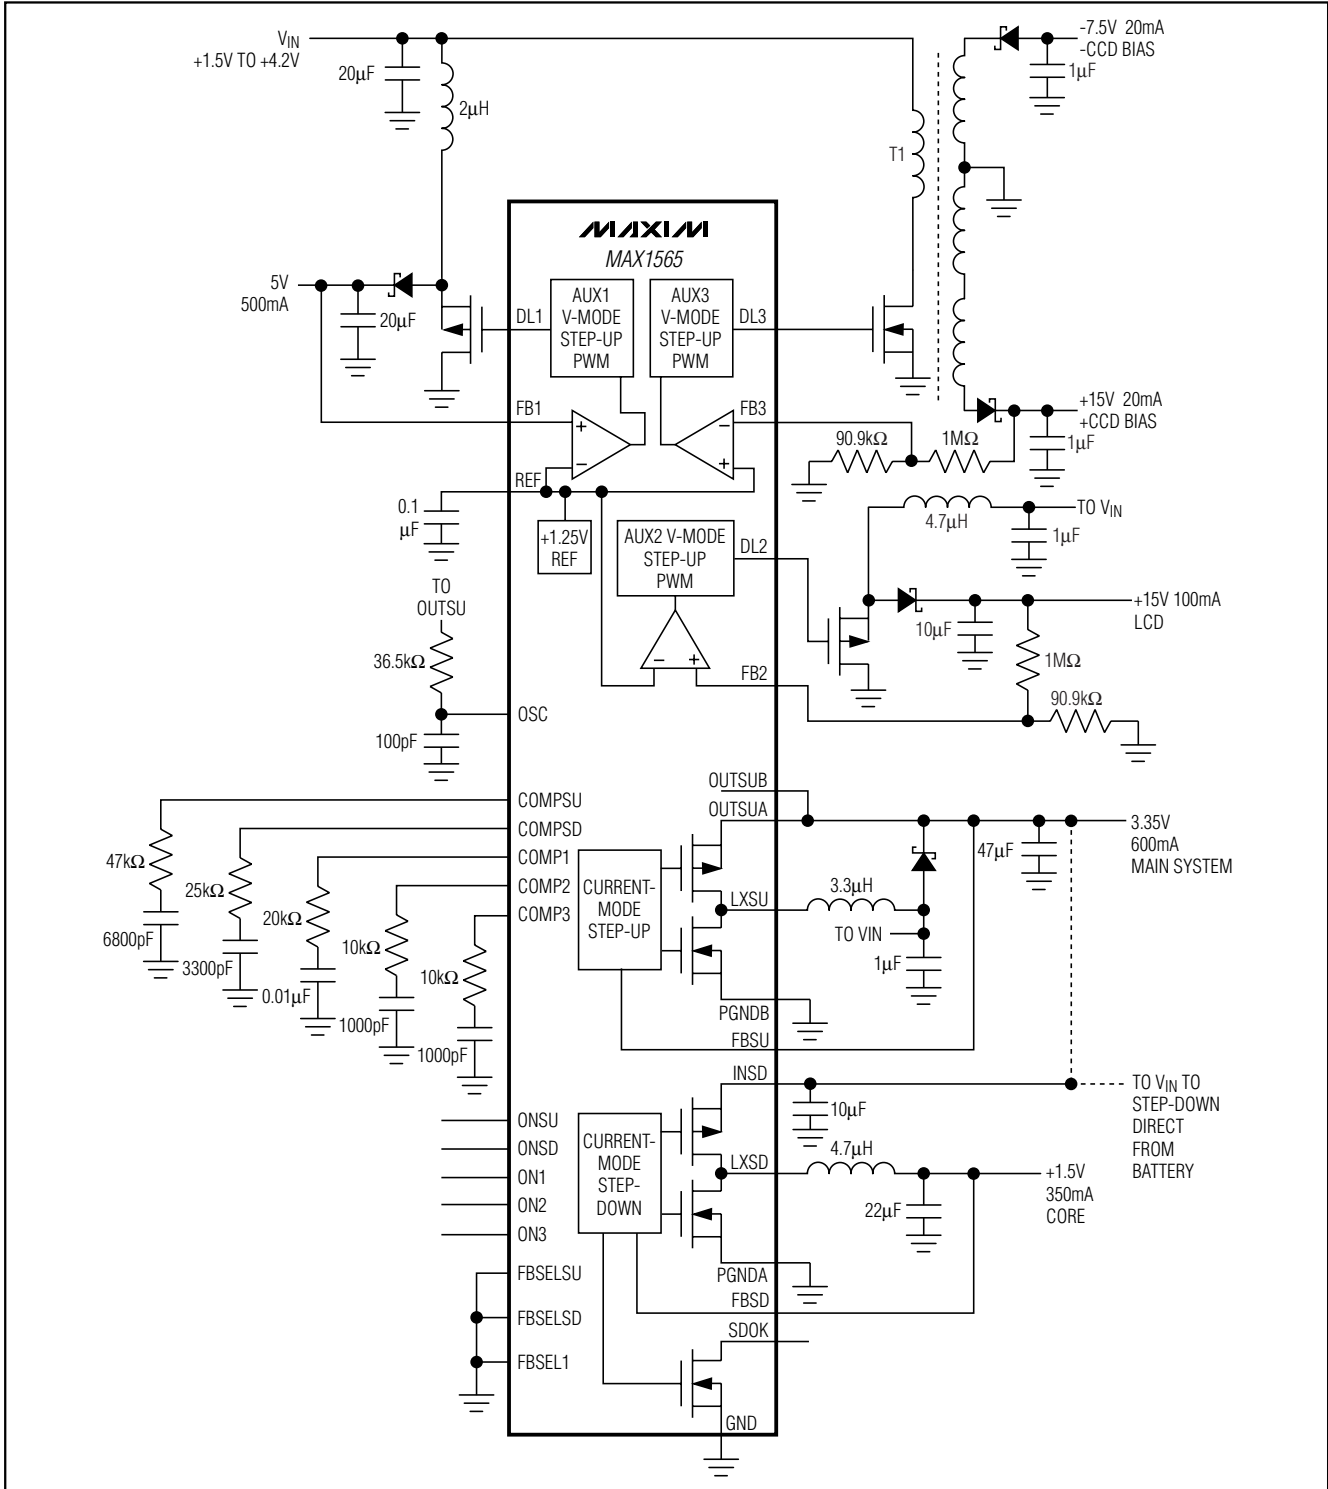 VIN
+1.5V TO +4.2V
20µF
2µH
T1
-7.5V 20mA
-CCD BIAS
1µF
MAXIM
MAX1565
5V
500mA
20µF
DL1
AUX1
V-MODE
STEP-UP
PWM
AUX3
V-MODE
STEP-UP
PWM
DL3
FB1
+
−
FB3
−
+
90.9kΩ
1MΩ
+15V 20mA
+CCD BIAS
1µF
REF
0.1
µF
+1.25V
REF
AUX2 V-MODE
STEP-UP
PWM
DL2
4.7µH
TO VIN
1µF
+15V 100mA
LCD
10µF
1MΩ
90.9kΩ
−
+
FB2
TO
OUTSU
36.5kΩ
OSC
100pF
COMPSU
COMPSD
COMP1
COMP2
COMP3
47kΩ
6800pF
25kΩ
3300pF
20kΩ
0.01µF
10kΩ
1000pF
10kΩ
1000pF
OUTSUB
OUTSUA
CURRENT-
MODE
STEP-UP
LXSU
3.3µH
TO VIN
1µF
47µF
3.35V
600mA
MAIN SYSTEM
PGNDB
FBSU
INSD
10µF
TO VIN TO
STEP-DOWN
DIRECT
FROM
BATTERY
ONSU
ONSD
ON1
ON2
ON3
CURRENT-
MODE
STEP-
DOWN
LXSD
4.7µH
22µF
+1.5V
350mA
CORE
PGNDA
FBSD
FBSELSU
FBSELSD
FBSEL1
SDOK
GND